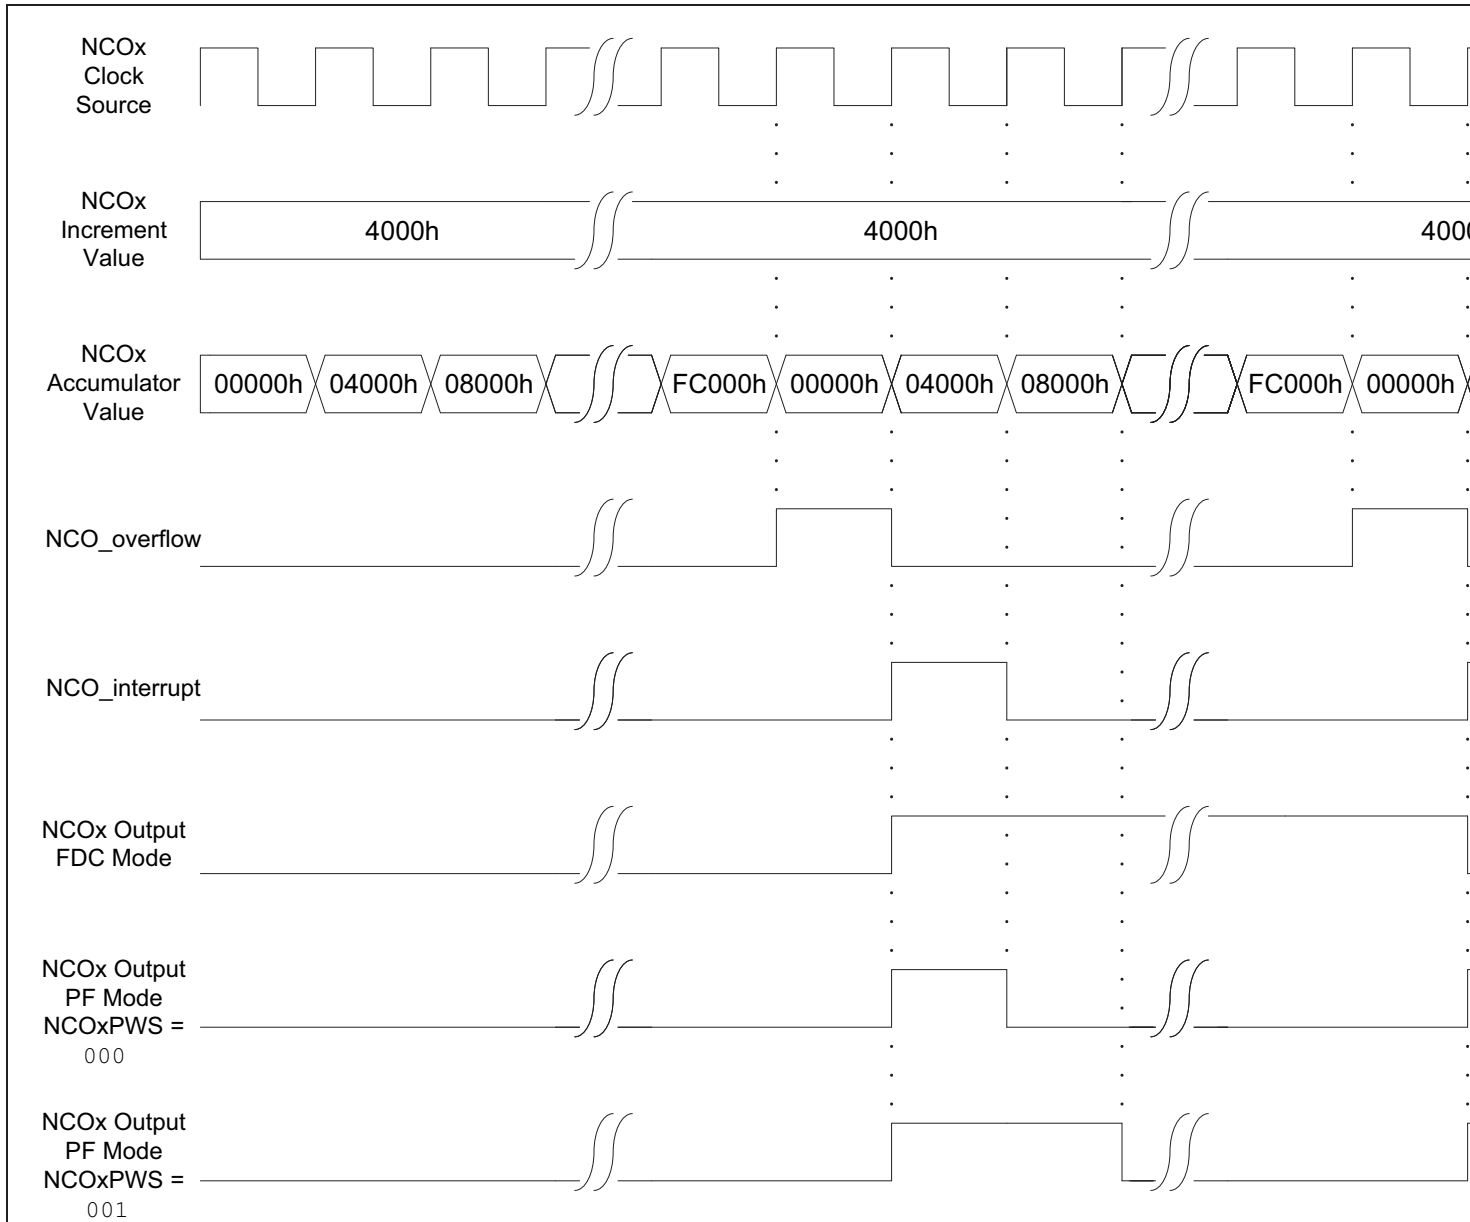 NCOx
Clock
Source
NCOx
Increment
Value
4000h
4000h
400
NCOx
Accumulator
Value
00000h
04000h
08000h
FC000h
00000h
04000h
08000h
FC000h
00000h
NCO_overflow
NCO_interrupt
NCOx Output
FDC Mode
NCOx Output
PF Mode
NCOxPWS =
000
NCOx Output
PF Mode
NCOxPWS =
001